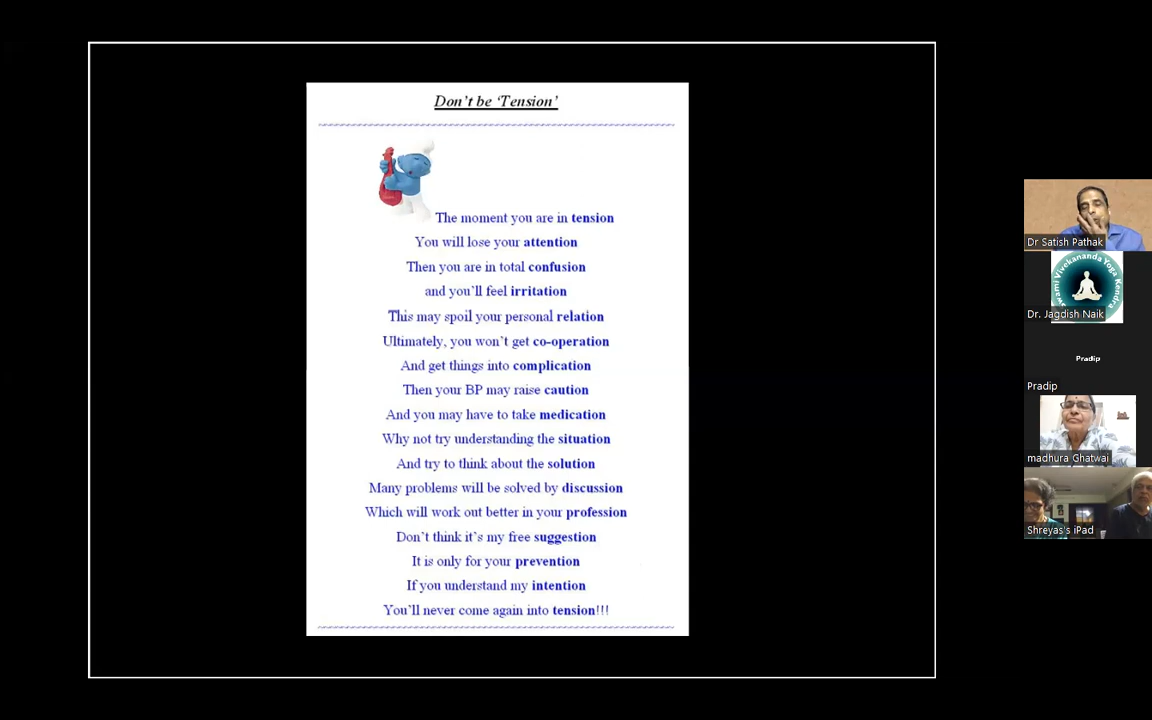 Don't be 'Tension'
The moment you are in tension
You will lose your attention
Then you are in total confusion
and you'll feel irritation
This may spoil your personal relation
Ultimately, you won't get co-operation
And get things into complication
Then your BP may raise caution
And you may have to take medication
Why not try understanding the situation
And try to think about the solution
Many problems will be solved by discussion
Which will work out better in your profession
Don't think it's my free suggestion
It is only for your prevention
If you understand my intention
You'll never come again into tension!!!
Dr Satish Pathak
Swami Vivekananda Yoga Kendra
Dr. Jagdish Naik
Pradip
Pradip
madhura Ghatwai
Shreyas's iPad